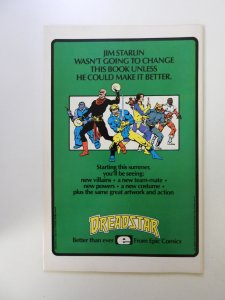 JIM STARLIN
WASN'T GOING TO CHANGE
THIS BOOK UNLESS
HE COULD MAKE IT BETTER.
Starting this summer,
you'll be seeing:
new villains • a new team-mate •
new powers • a new costume •
plus the same great artwork and action
DREADSTAR
Better than ever
From Epic Comics